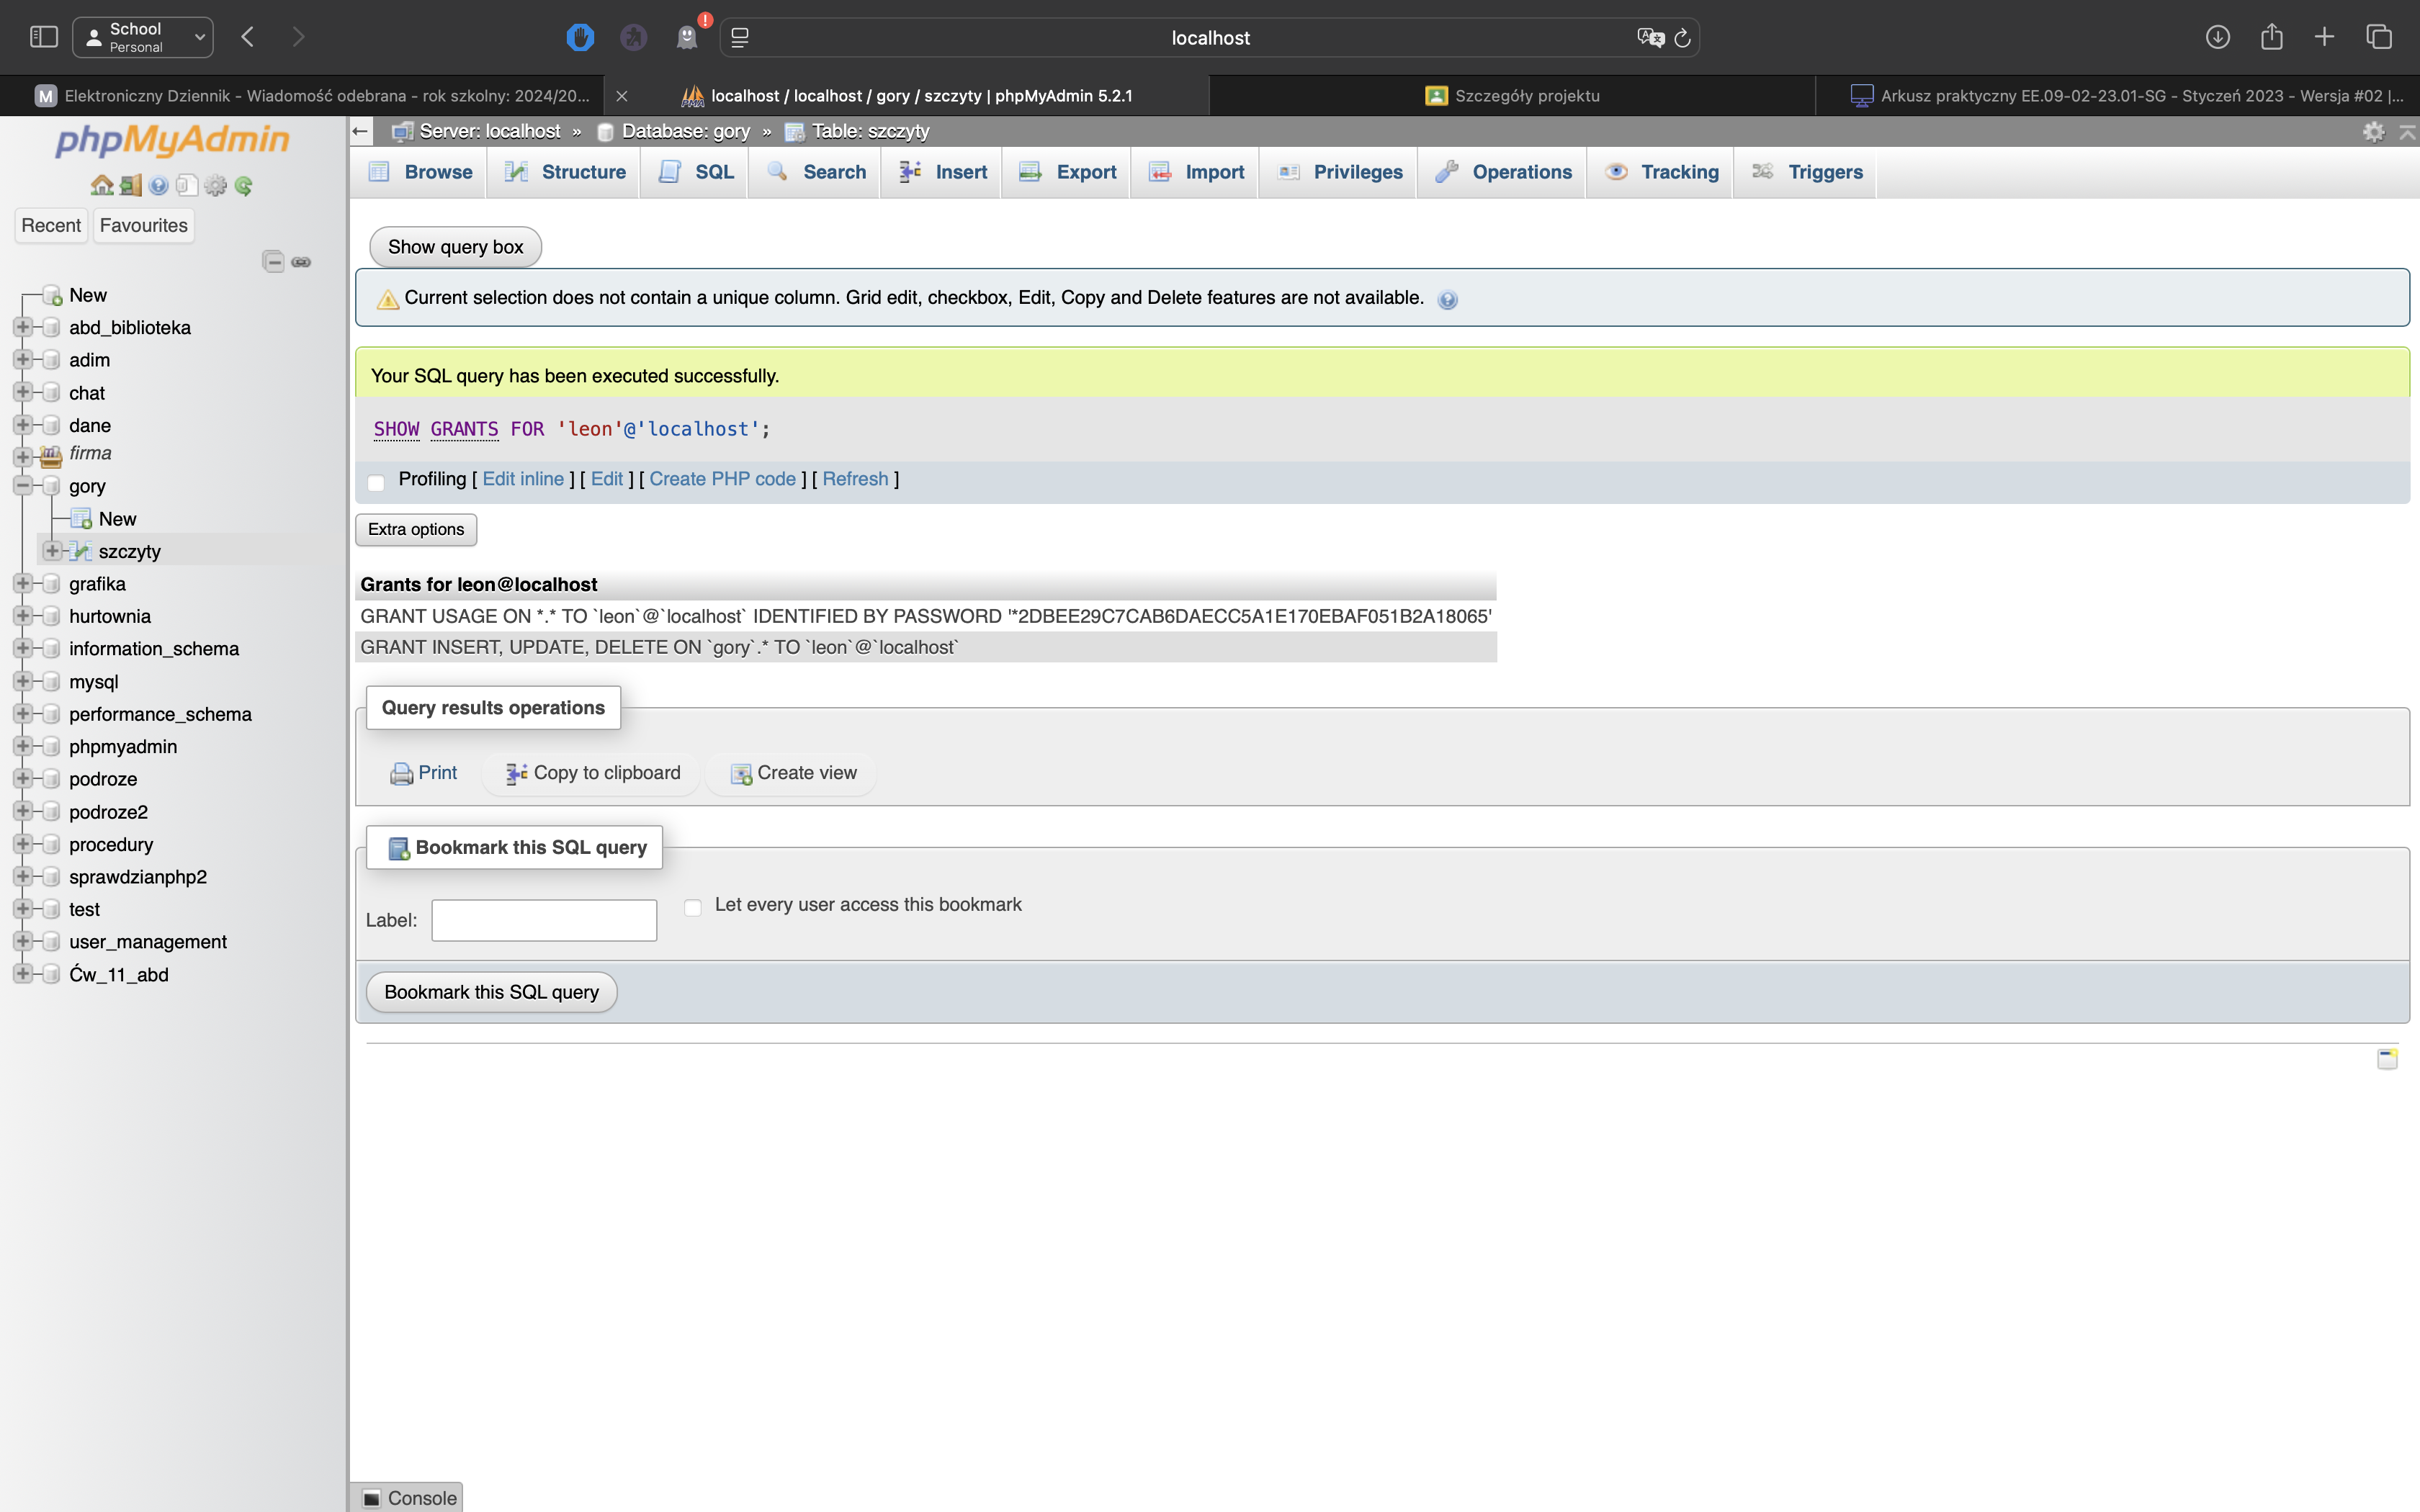 School
Personal
localhost
M Elektroniczny Dziennik - Wiadomość odebrana - rok szkolny: 2024/20...
localhost / localhost / gory / szczyty | phpMyAdmin 5.2.1
Szczegóły projektu
Arkusz praktyczny EE.09-02-23.01-SG - Styczeń 2023 - Wersja #02 |...
phpMyAdmin
Recent
Favourites
New
abd_biblioteka
adim
chat
dane
firma
gory
New
szczyty
grafika
hurtownia
information_schema
mysql
performance_schema
phpmyadmin
podroze
podroze2
procedury
sprawdzianphp2
test
user_management
Ćw_11_abd
Server: localhost » Database: gory » Table: szczyty
Browse Structure SQL Search Insert Export Import Privileges Operations Tracking Triggers
Show query box
Current selection does not contain a unique column. Grid edit, checkbox, Edit, Copy and Delete features are not available.
Your SQL query has been executed successfully.
SHOW GRANTS FOR 'leon'@'localhost';
Profiling [ Edit inline ] [ Edit ] [ Create PHP code ] [ Refresh ]
Extra options
Grants for leon@localhost
GRANT USAGE ON *.* TO `leon`@`localhost` IDENTIFIED BY PASSWORD '*2DBEE29C7CAB6DAECC5A1E170EBAF051B2A18065'
GRANT INSERT, UPDATE, DELETE ON `gory`.* TO `leon`@`localhost`
Query results operations
Print Copy to clipboard Create view
Bookmark this SQL query
Label:
Let every user access this bookmark
Bookmark this SQL query
Console